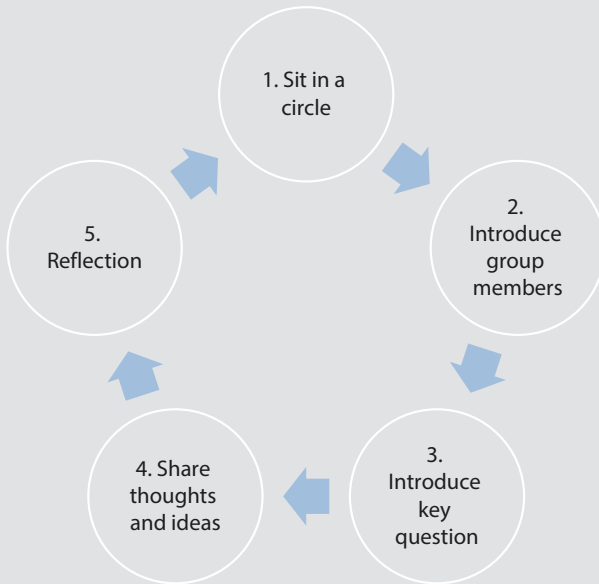 1. Sit in a
circle
2.
Introduce
group
members
3.
Introduce
key
question
4. Share
thoughts
and ideas
5.
Reflection